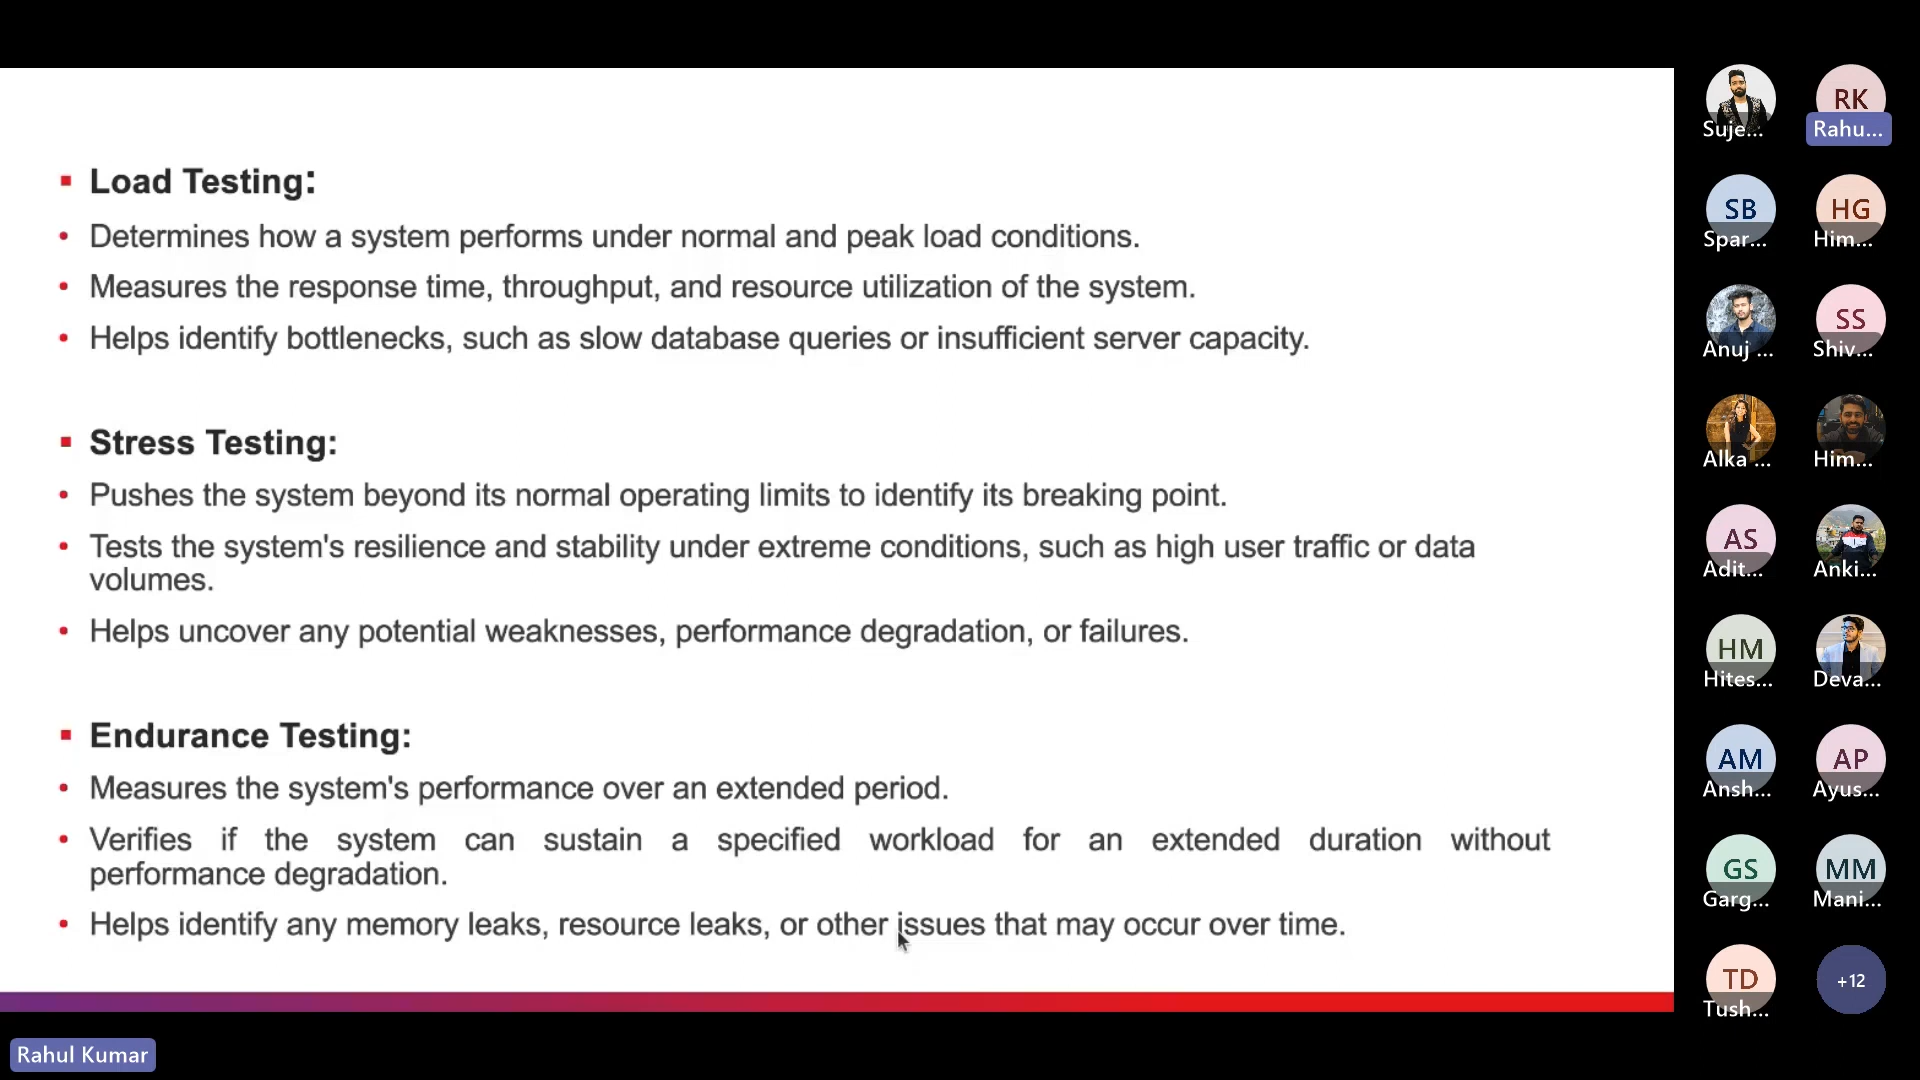 Load Testing:
Determines how a system performs under normal and peak load conditions.
Measures the response time, throughput, and resource utilization of the system.
Helps identify bottlenecks, such as slow database queries or insufficient server capacity.
Stress Testing:
Pushes the system beyond its normal operating limits to identify its breaking point.
Tests the system's resilience and stability under extreme conditions, such as high user traffic or data
volumes.
Helps uncover any potential weaknesses, performance degradation, or failures.
Endurance Testing:
Measures the system's performance over an extended period.
Verifies if the system can sustain a specified workload for an extended duration without
performance degradation.
Helps identify any memory leaks, resource leaks, or other issues that may occur over time.
Rahul Kumar
Suje...
RK
Rahu...
SB
Spar...
HG
Him...
Anuj ...
SS
Shiv...
Alka ...
Him...
AS
Adit...
Anki...
HM
Hites...
Deva...
AM
Ansh...
AP
Ayus...
GS
Garg...
MM
Mani...
TD
Tush...
+12